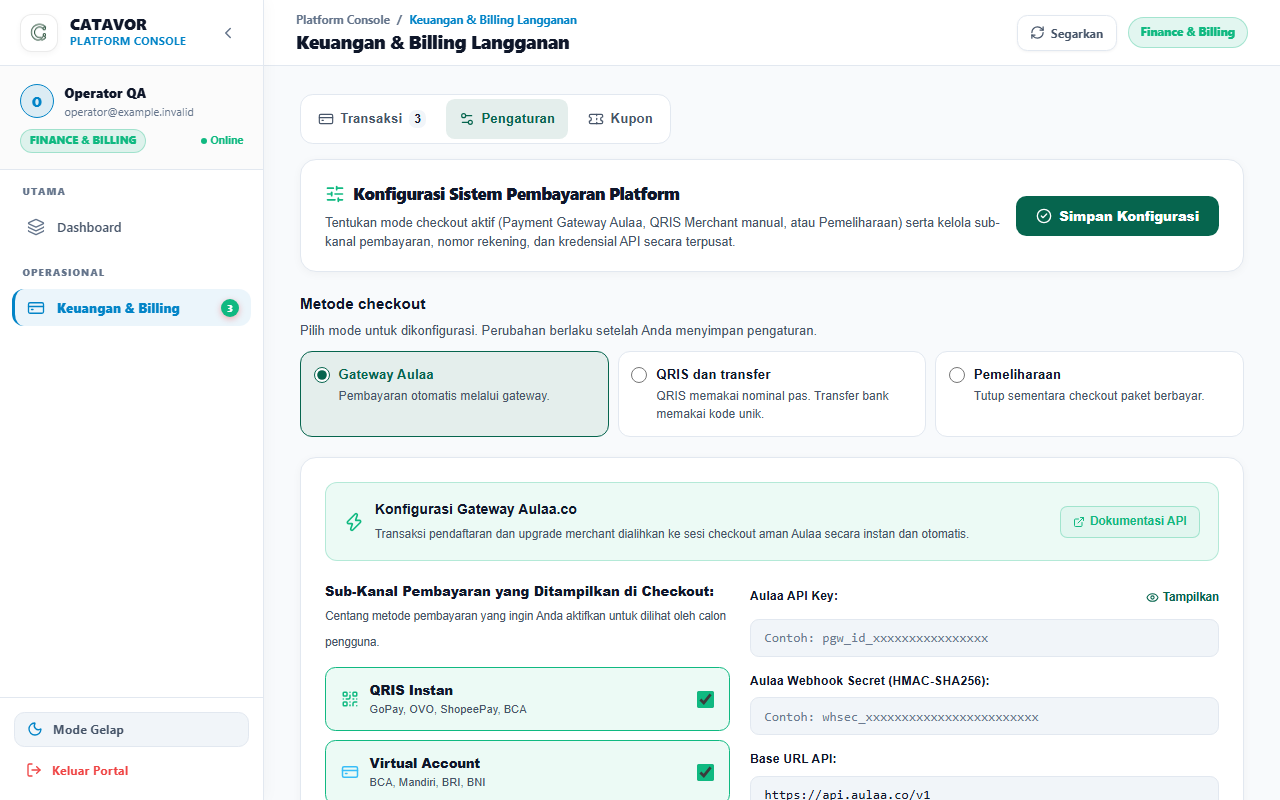 CATAVOR
PLATFORM CONSOLE
Operator QA
operator@example.invalid
FINANCE & BILLING
Online
UTAMA
Dashboard
OPERASIONAL
Keuangan & Billing 3
Mode Gelap
Keluar Portal
Platform Console / Keuangan & Billing Langganan
Keuangan & Billing Langganan
Segarkan
Finance & Billing
Transaksi 3
Pengaturan
Kupon
Konfigurasi Sistem Pembayaran Platform
Tentukan mode checkout aktif (Payment Gateway Aulaa, QRIS Merchant manual, atau Pemeliharaan) serta kelola sub-
kanal pembayaran, nomor rekening, dan kredensial API secara terpusat.
Simpan Konfigurasi
Metode checkout
Pilih mode untuk dikonfigurasi. Perubahan berlaku setelah Anda menyimpan pengaturan.
Gateway Aulaa
Pembayaran otomatis melalui gateway.
QRIS dan transfer
QRIS memakai nominal pas. Transfer bank
memakai kode unik.
Pemeliharaan
Tutup sementara checkout paket berbayar.
Konfigurasi Gateway Aulaa.co
Transaksi pendaftaran dan upgrade merchant dialihkan ke sesi checkout aman Aulaa secara instan dan otomatis.
Dokumentasi API
Sub-Kanal Pembayaran yang Ditampilkan di Checkout:
Centang metode pembayaran yang ingin Anda aktifkan untuk dilihat oleh calon
pengguna.
QRIS Instan
GoPay, OVO, ShopeePay, BCA
Virtual Account
BCA, Mandiri, BRI, BNI
Aulaa API Key:
Tampilkan
Contoh: pgw_id_xxxxxxxxxxxxxxxx
Aulaa Webhook Secret (HMAC-SHA256):
Contoh: whsec_xxxxxxxxxxxxxxxxxxxxxxxx
Base URL API:
https://api.aulaa.co/v1